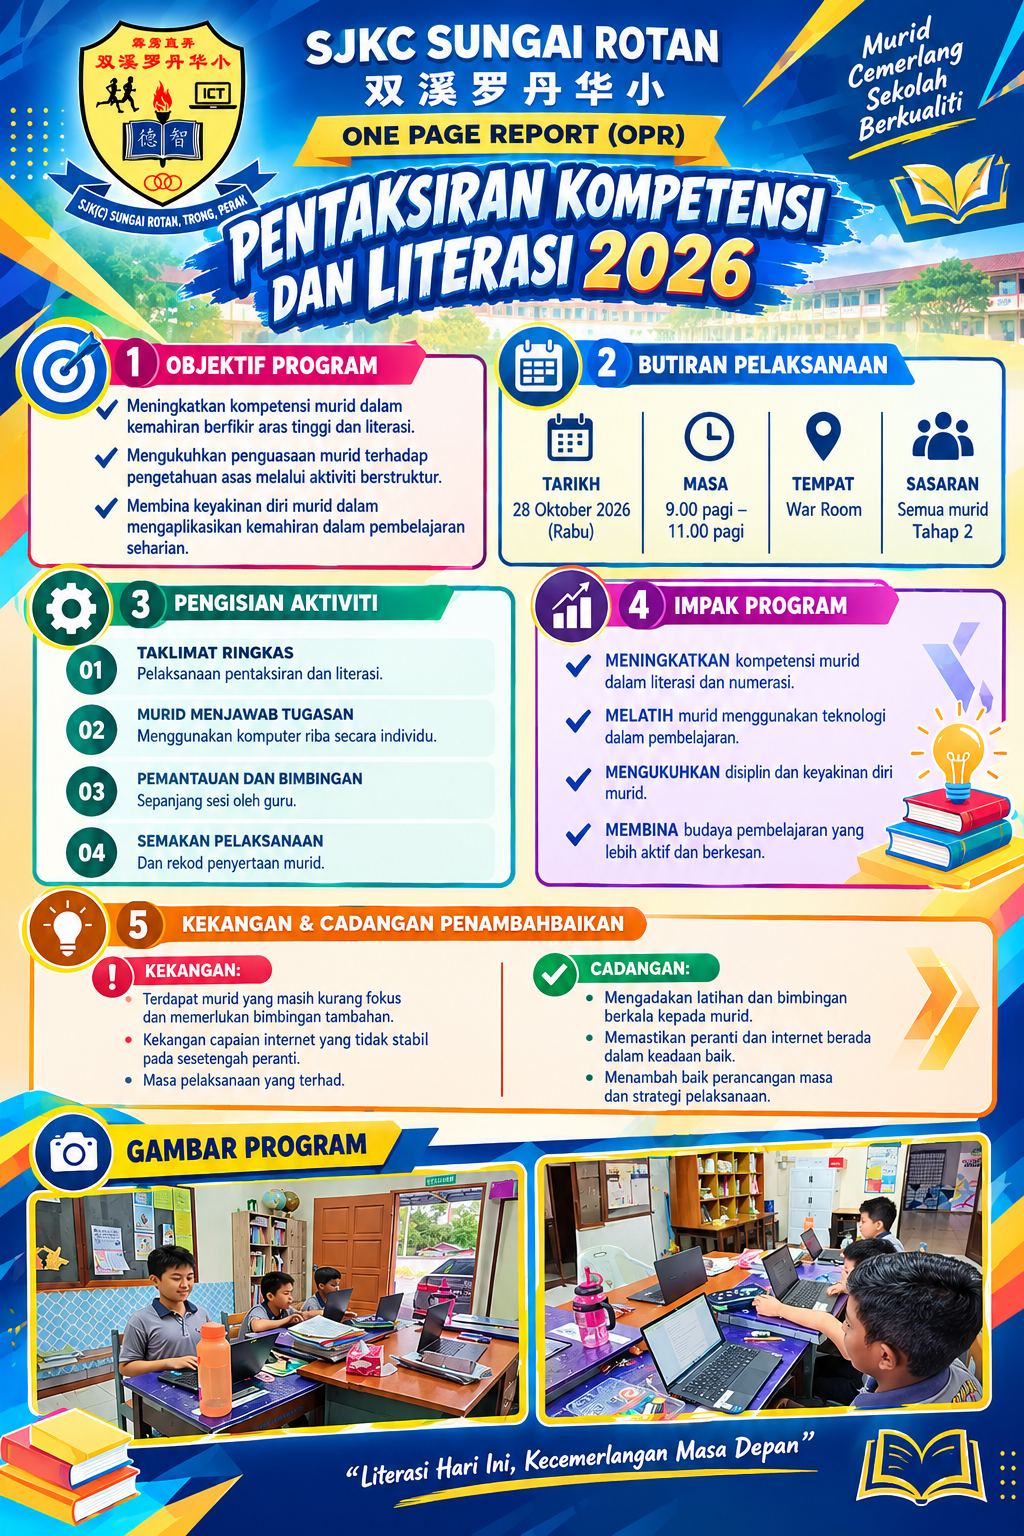 霹雳直弄
双溪罗丹华小
ICT
德 智
SJK(C) SUNGAI ROTAN, TRONG, PERAK
SJKC SUNGAI ROTAN
双溪罗丹华小
ONE PAGE REPORT (OPR)
Murid
Cemerlang
Sekolah
Berkualiti
PENTAKSIRAN KOMPETENSI
DAN LITERASI 2026
1 OBJEKTIF PROGRAM
Meningkatkan kompetensi murid dalam
kemahiran berfikir aras tinggi dan literasi.
Mengukuhkan penguasaan murid terhadap
pengetahuan asas melalui aktiviti berstruktur.
Membina keyakinan diri murid dalam
mengaplikasikan kemahiran dalam pembelajaran
seharian.
2 BUTIRAN PELAKSANAAN
TARIKH
28 Oktober 2026
(Rabu)
MASA
9.00 pagi –
11.00 pagi
TEMPAT
War Room
SASARAN
Semua murid
Tahap 2
3 PENGISIAN AKTIVITI
01
TAKLIMAT RINGKAS
Pelaksanaan pentaksiran dan literasi.
02
MURID MENJAWAB TUGASAN
Menggunakan komputer riba secara individu.
03
PEMANTAUAN DAN BIMBINGAN
Sepanjang sesi oleh guru.
04
SEMAKAN PELAKSANAAN
Dan rekod penyertaan murid.
4 IMPAK PROGRAM
MENINGKATKAN kompetensi murid
dalam literasi dan numerasi.
MELATIH murid menggunakan teknologi
dalam pembelajaran.
MENGUKUHKAN disiplin dan keyakinan diri
murid.
MEMBINA budaya pembelajaran yang
lebih aktif dan berkesan.
5 KEKANGAN & CADANGAN PENAMBAHBAIKAN
KEKANGAN:
• Terdapat murid yang masih kurang fokus
dan memerlukan bimbingan tambahan.
• Kekangan capaian internet yang tidak stabil
pada sesetengah peranti.
• Masa pelaksanaan yang terhad.
CADANGAN:
• Mengadakan latihan dan bimbingan
berkala kepada murid.
• Memastikan peranti dan internet berada
dalam keadaan baik.
• Menambah baik perancangan masa
dan strategi pelaksanaan.
GAMBAR PROGRAM
“Literasi Hari Ini, Kecemerlangan Masa Depan”